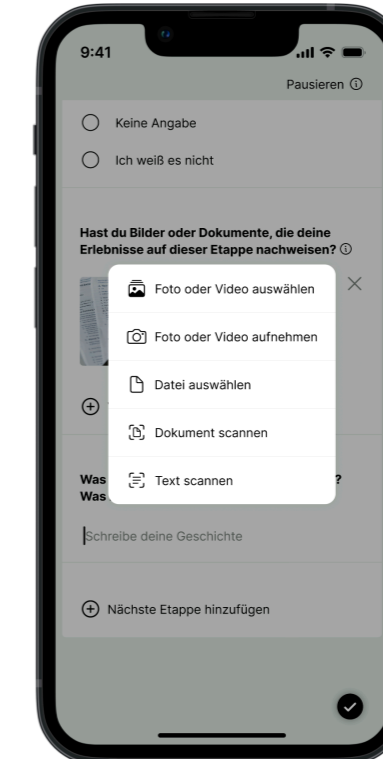 9:41
Pausieren
Keine Angabe
Ich weiß es nicht
Hast du Bilder oder Dokumente, die deine
Erlebnisse auf dieser Etappe nachweisen?
Foto oder Video auswählen
Foto oder Video aufnehmen
Datei auswählen
Dokument scannen
Text scannen
Was ?
Was
Schreibe deine Geschichte
Nächste Etappe hinzufügen